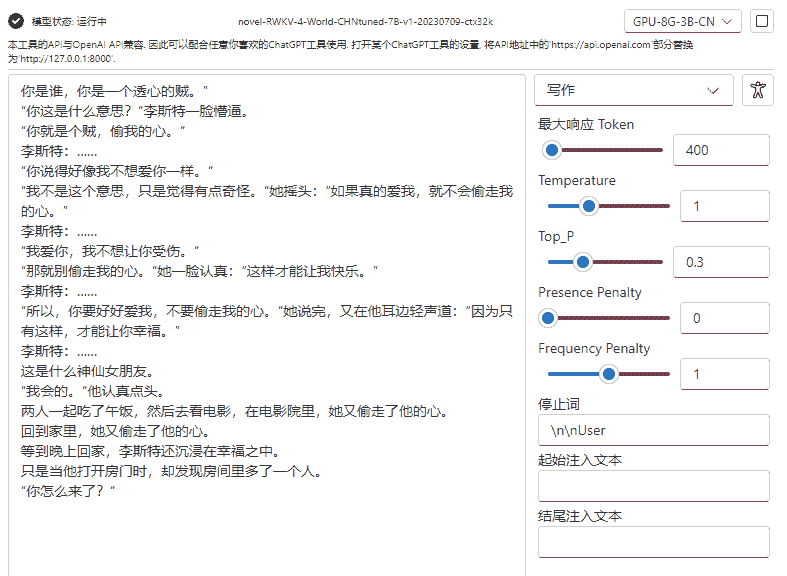 模型状态: 运行中
novel-RWKV-4-World-CHNtuned-7B-v1-20230709-ctx32k
GPU-8G-3B-CN
本工具的API与OpenAI API兼容. 因此可以配合任意你喜欢的ChatGPT工具使用. 打开某个ChatGPT工具的设置, 将API地址中的'https://api.openai.com'部分替换
为'http://127.0.0.1:8000'.
你是谁，你是一个透心的贼。”
“你这是什么意思？”李斯特一脸懵逼。
“你就是个贼，偷我的心。”
李斯特：……
“你说得好像我不想爱你一样。”
“我不是这个意思，只是觉得有点奇怪。”她摇头：“如果真的爱我，就不会偷走我
的心。”
李斯特：……
“我爱你，我不想让你受伤。”
“那就别偷走我的心。”她一脸认真：“这样才能让我快乐。”
李斯特：……
“所以，你要好好爱我，不要偷走我的心。”她说完，又在他耳边轻声道：“因为只
有这样，才能让你幸福。”
李斯特：……
这是什么神仙女朋友。
“我会的。”他认真点头。
两人一起吃了午饭，然后去看电影，在电影院里，她又偷走了他的心。
回到家里，她又偷走了他的心。
等到晚上回家，李斯特还沉浸在幸福之中。
只是当他打开房门时，却发现房间里多了一个人。
“你怎么来了？”
写作
最大响应 Token
400
Temperature
1
Top_P
0.3
Presence Penalty
0
Frequency Penalty
1
停止词
\n\nUser
起始注入文本
结尾注入文本